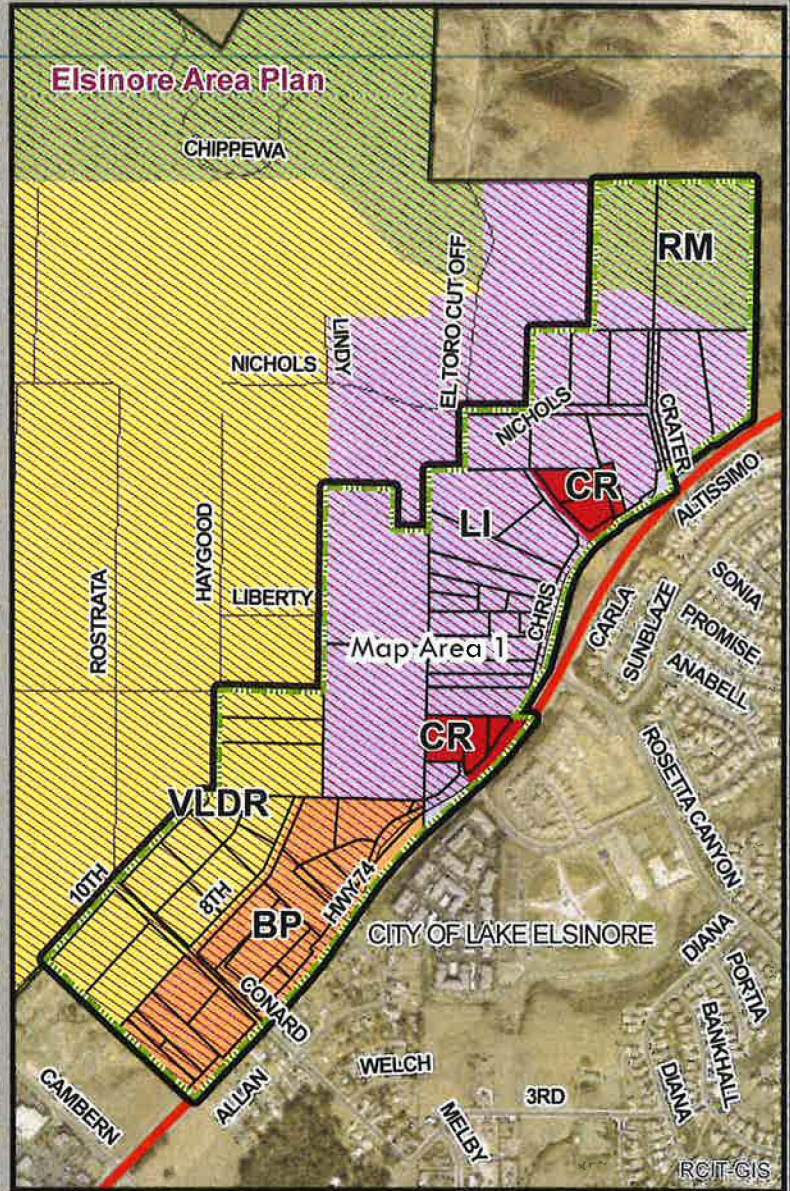 Elsinore Area Plan
CHIPPEWA
RM
EL TORO CUT OFF
LINDY
NICHOLS
NICHOLS
CRATER
ALTISSIMO
CR
LI
HAYGOOD
ROSTRATA
LIBERTY
CHRIS
CARLA
SUNBLAZE
SONIA
PROMISE
ANABELL
Map Area 1
CR
ROSETTA CANYON
VLDR
10TH
8TH
HWY-74
BP
CITY OF LAKE ELSINORE
DIANA
PORTIA
CONARD
BANKHALL
WELCH
ALLAN
3RD
DIANA
CAMBERN
MELBY
RCIT-GIS